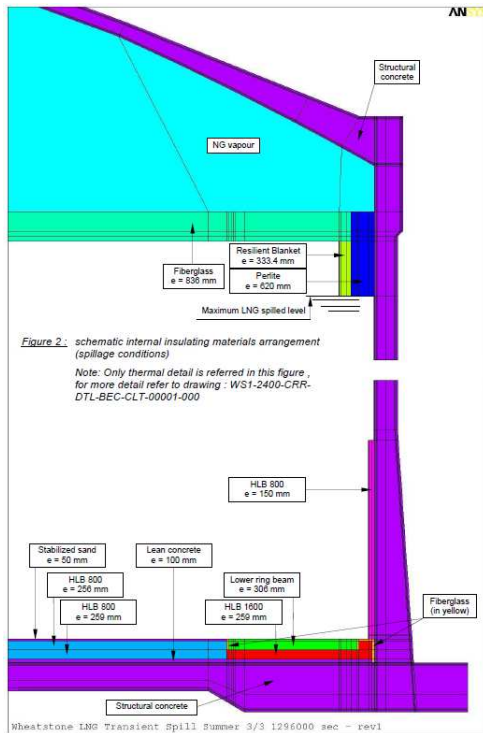 AN
Structural
concrete
NG vapour
Resilient Blanket
e = 333.4 mm
Fiberglass
e = 836 mm
Perlite
e = 620 mm
Maximum LNG spilled level
Figure 2 : schematic internal insulating materials arrangement
(spillage conditions)
Note: Only thermal detail is referred in this figure ,
for more detail refer to drawing : WS1-2400-CRR-
DTL-BEC-CLT-00001-000
HLB 800
e = 150 mm
Stabilized sand
e = 50 mm
Lean concrete
e = 100 mm
HLB 800
e = 256 mm
Lower ring beam
e = 306 mm
HLB 800
e = 259 mm
HLB 1600
e = 259 mm
Fiberglass
(in yellow)
Structural concrete
Wheatstone LNG Transient Spill Summer 3/3 1296000 sec - rev1